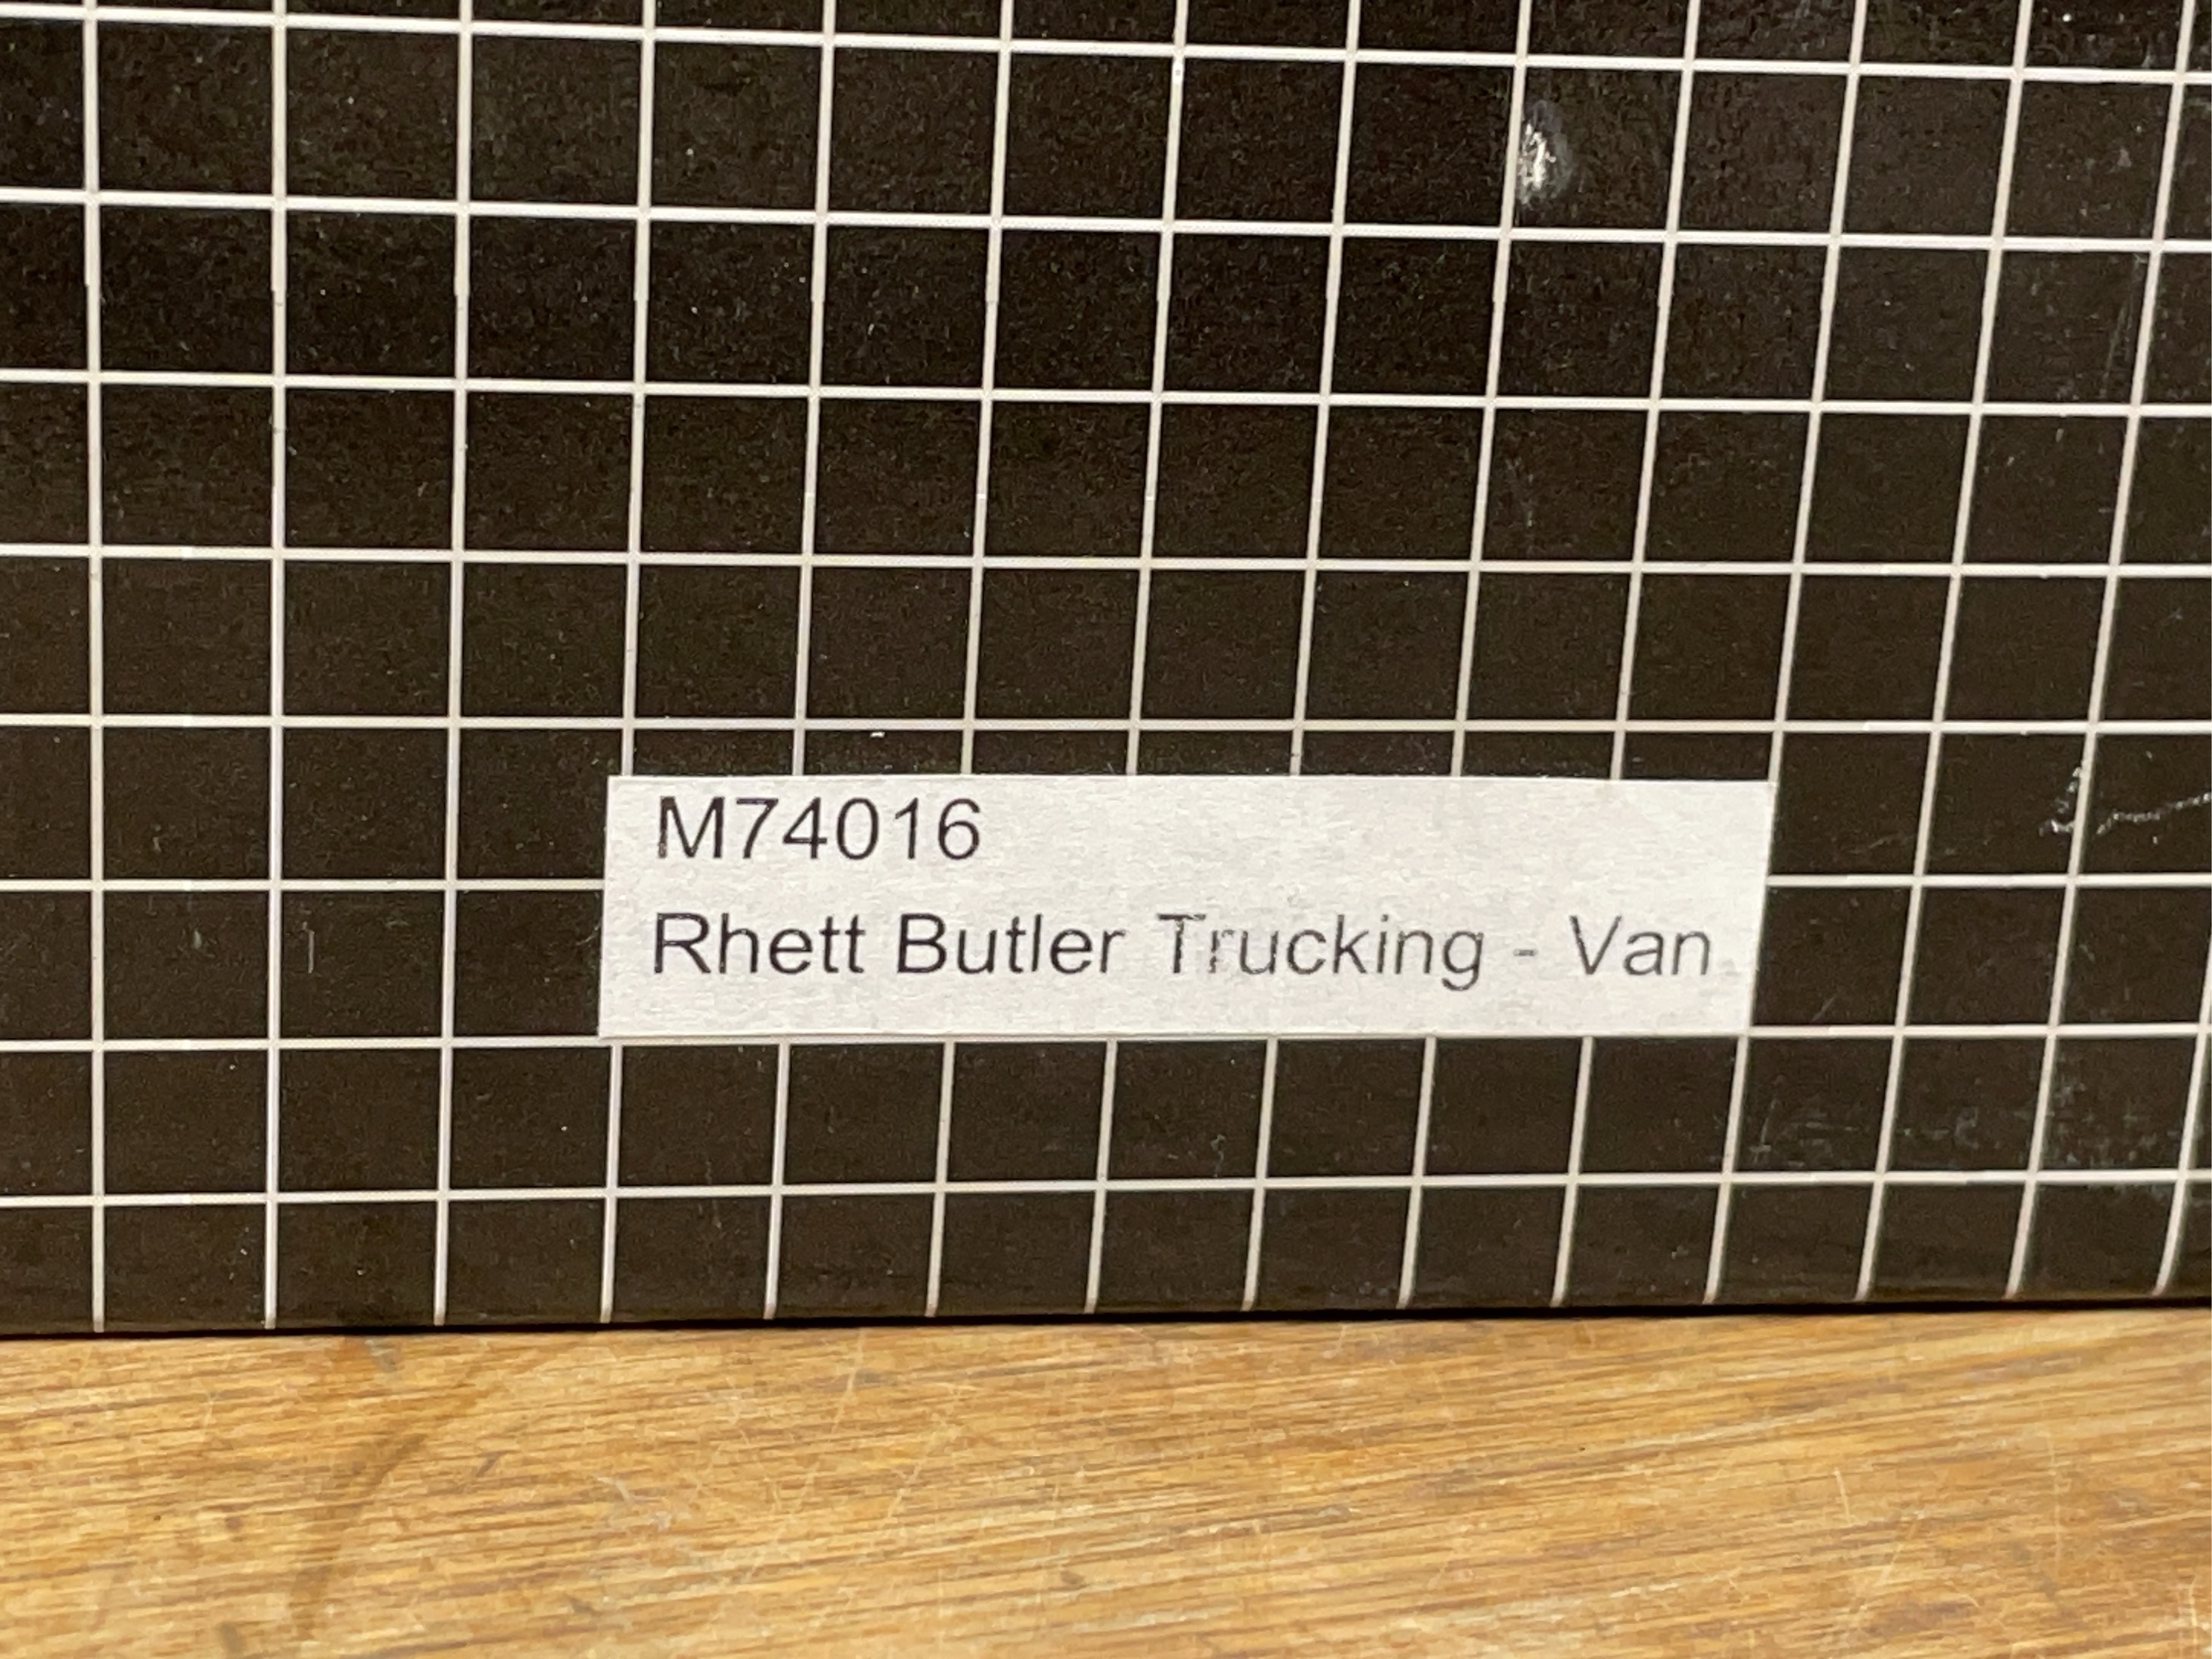 M74016
Rhett Butler Trucking - Van